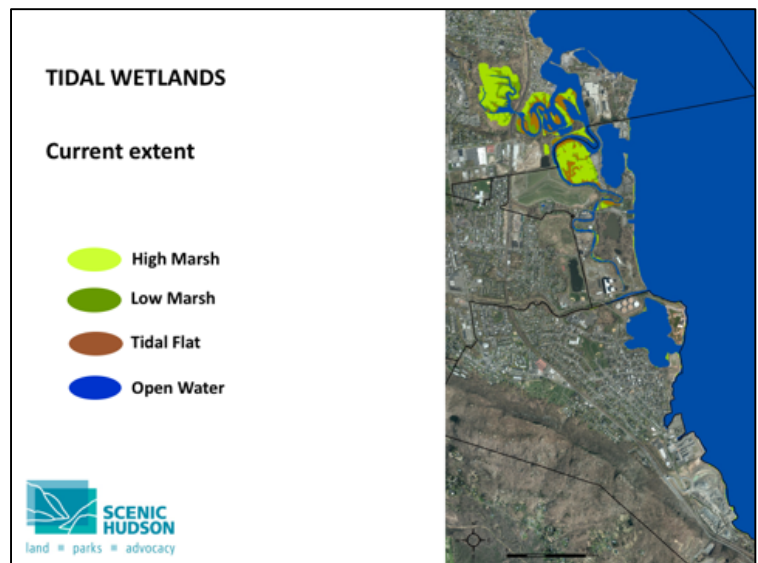 TIDAL WETLANDS
Current extent
High Marsh
Low Marsh
Tidal Flat
Open Water
SCENIC
HUDSON
land ■ parks ■ advocacy